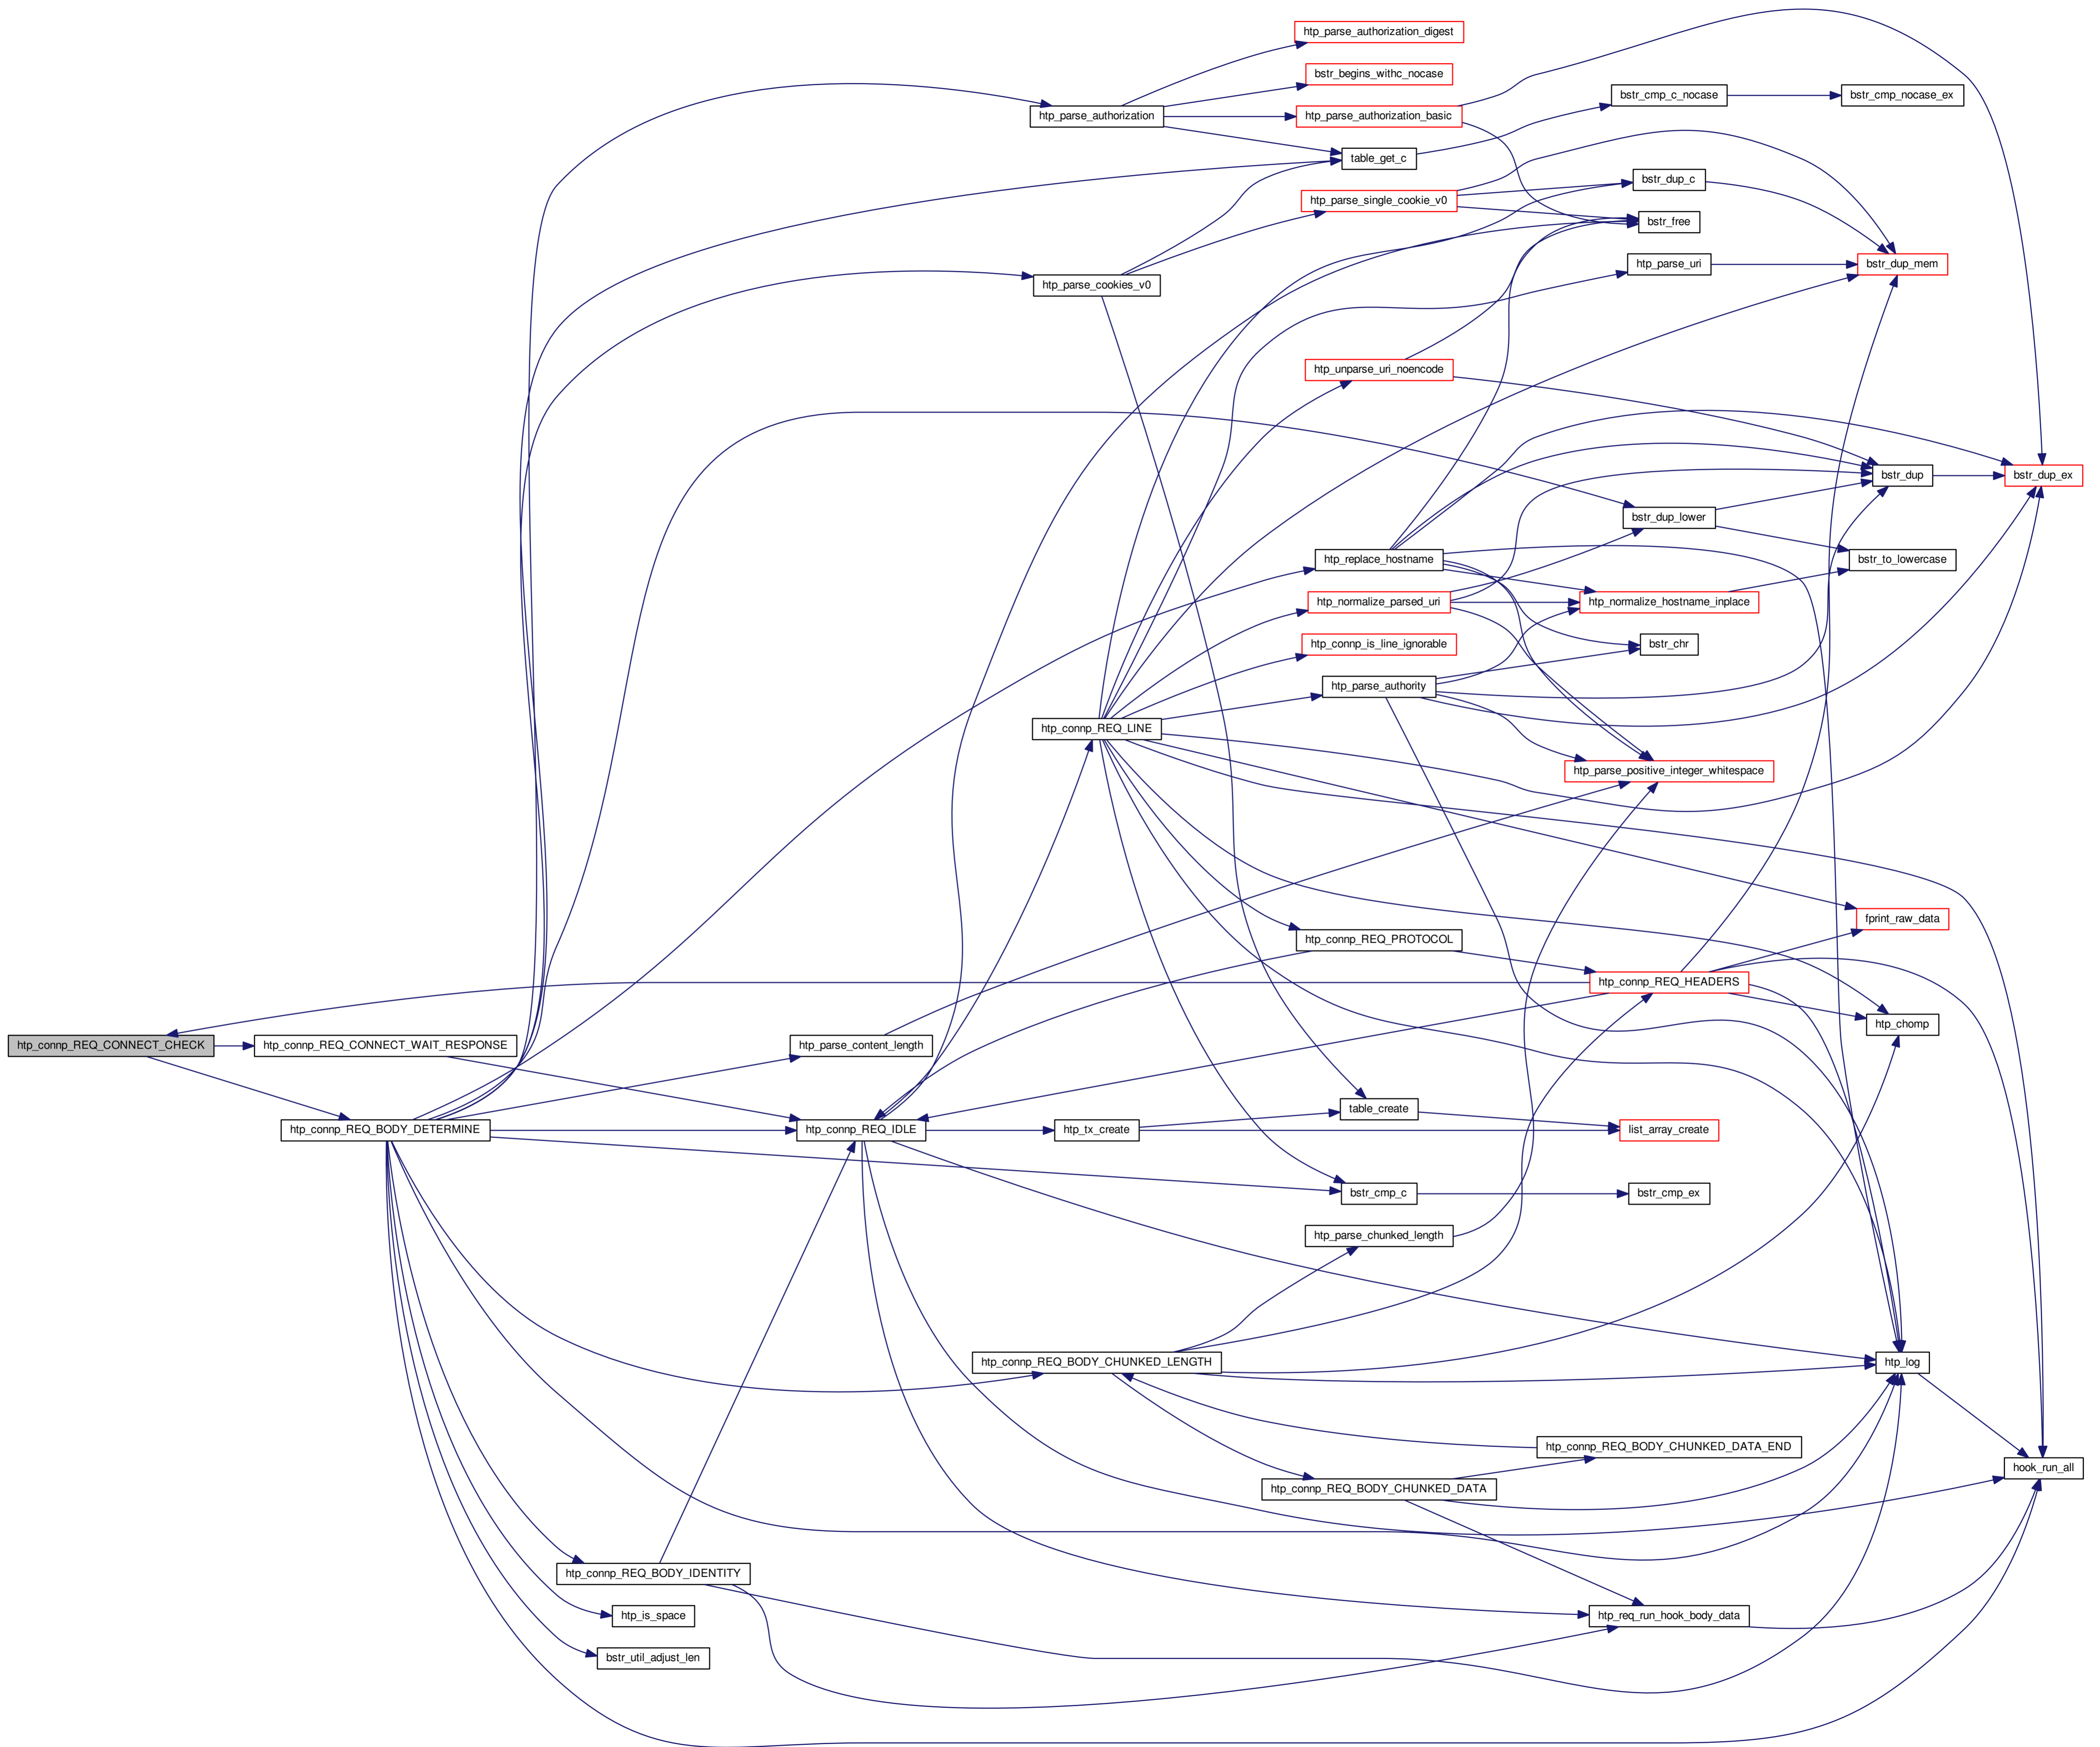 htp_parse_authorization_digest
bstr_begins_withc_nocase
bstr_cmp_c_nocase
bstr_cmp_nocase_ex
htp_parse_authorization
htp_parse_authorization_basic
table_get_c
bstr_dup_c
htp_parse_single_cookie_v0
bstr_free
htp_parse_uri
bstr_dup_mem
htp_parse_cookies_v0
htp_unparse_uri_noencode
bstr_dup
bstr_dup_ex
bstr_dup_lower
htp_replace_hostname
bstr_to_lowercase
htp_normalize_parsed_uri
htp_normalize_hostname_inplace
htp_connp_is_line_ignorable
bstr_chr
htp_parse_authority
htp_connp_REQ_LINE
htp_parse_positive_integer_whitespace
fprint_raw_data
htp_connp_REQ_PROTOCOL
htp_connp_REQ_HEADERS
htp_chomp
htp_connp_REQ_CONNECT_CHECK
htp_connp_REQ_CONNECT_WAIT_RESPONSE
htp_parse_content_length
table_create
htp_connp_REQ_BODY_DETERMINE
htp_connp_REQ_IDLE
htp_tx_create
list_array_create
bstr_cmp_c
bstr_cmp_ex
htp_parse_chunked_length
htp_connp_REQ_BODY_CHUNKED_LENGTH
htp_log
htp_connp_REQ_BODY_CHUNKED_DATA_END
hook_run_all
htp_connp_REQ_BODY_CHUNKED_DATA
htp_connp_REQ_BODY_IDENTITY
htp_is_space
htp_req_run_hook_body_data
bstr_util_adjust_len